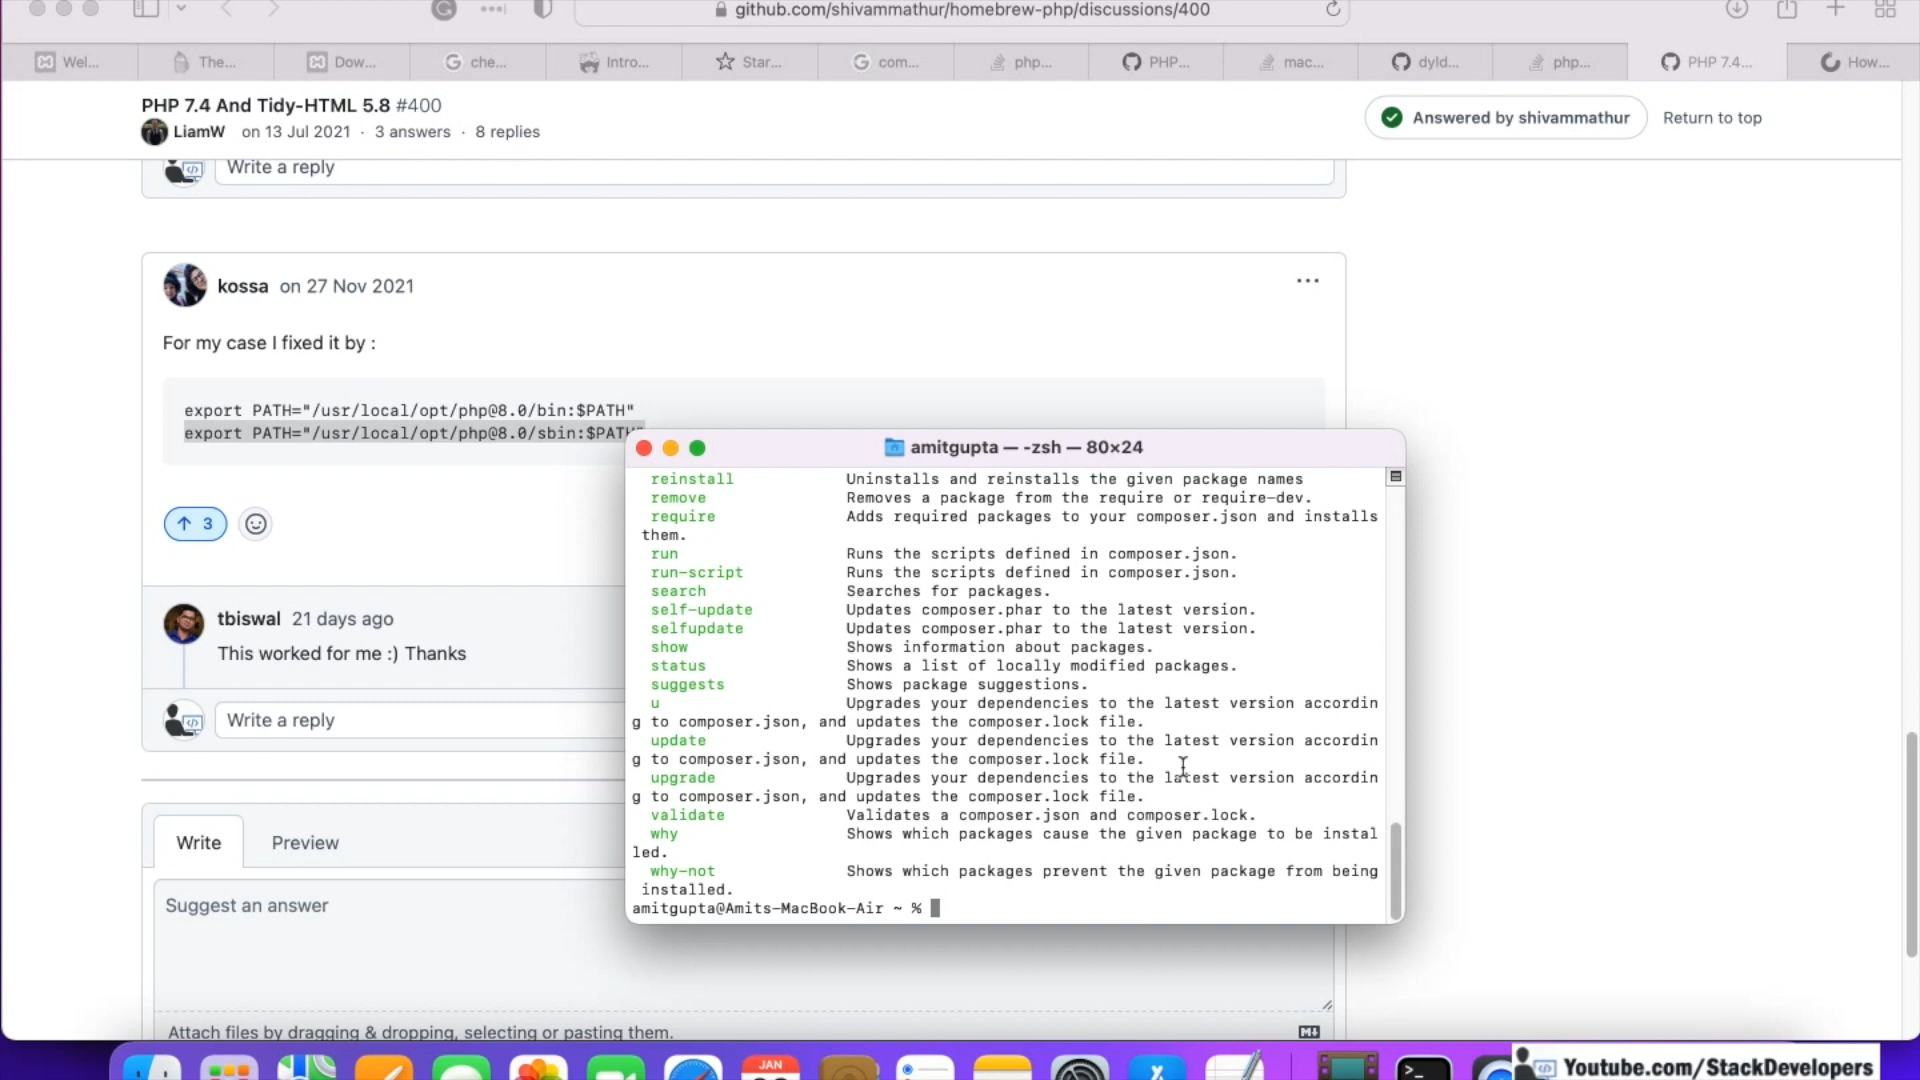 github.com/shivammathur/homebrew-php/discussions/400
Wel...
The...
Dow...
che...
Intro...
Star...
com...
php...
PHP...
mac...
dyld...
php...
PHP 7.4...
How...
PHP 7.4 And Tidy-HTML 5.8 #400
LiamW on 13 Jul 2021 · 3 answers · 8 replies
Answered by shivammathur
Return to top
Write a reply
kossa on 27 Nov 2021
For my case I fixed it by :
export PATH="/usr/local/opt/php@8.0/bin:$PATH"
export PATH="/usr/local/opt/php@8.0/sbin:$PATH"
3
tbiswal 21 days ago
This worked for me :) Thanks
Write a reply
Write
Preview
Suggest an answer
Attach files by dragging & dropping, selecting or pasting them.
amitgupta — -zsh — 80×24
reinstall Uninstalls and reinstalls the given package names
remove Removes a package from the require or require-dev.
require Adds required packages to your composer.json and installs
them.
run Runs the scripts defined in composer.json.
run-script Runs the scripts defined in composer.json.
search Searches for packages.
self-update Updates composer.phar to the latest version.
selfupdate Updates composer.phar to the latest version.
show Shows information about packages.
status Shows a list of locally modified packages.
suggests Shows package suggestions.
u Upgrades your dependencies to the latest version accordin
g to composer.json, and updates the composer.lock file.
update Upgrades your dependencies to the latest version accordin
g to composer.json, and updates the composer.lock file.
upgrade Upgrades your dependencies to the latest version accordin
g to composer.json, and updates the composer.lock file.
validate Validates a composer.json and composer.lock.
why Shows which packages cause the given package to be instal
led.
why-not Shows which packages prevent the given package from being
installed.
amitgupta@Amits-MacBook-Air ~ %
JAN
Youtube.com/StackDevelopers